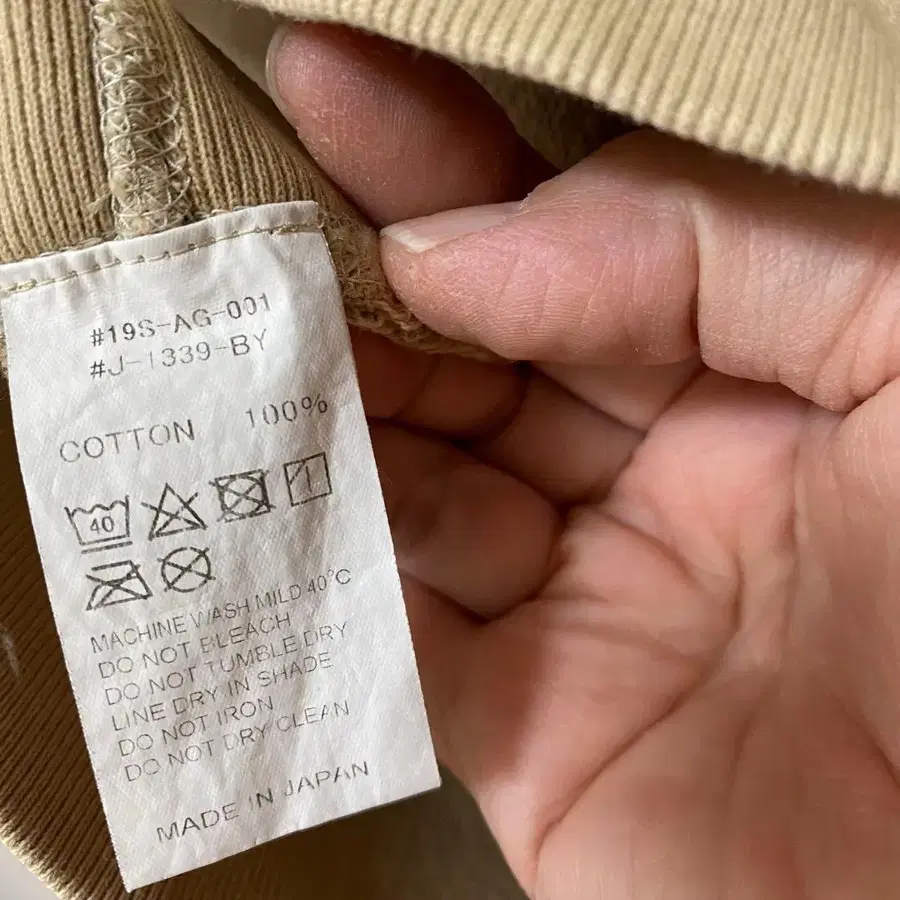 #19S-AG-001
#J-1339-BY
COTTON 100%
40
MACHINE WASH MILD 40°C
DO NOT BLEACH
DO NOT TUMBLE DRY
LINE DRY IN SHADE
DO NOT IRON
DO NOT DRY CLEAN
MADE IN JAPAN